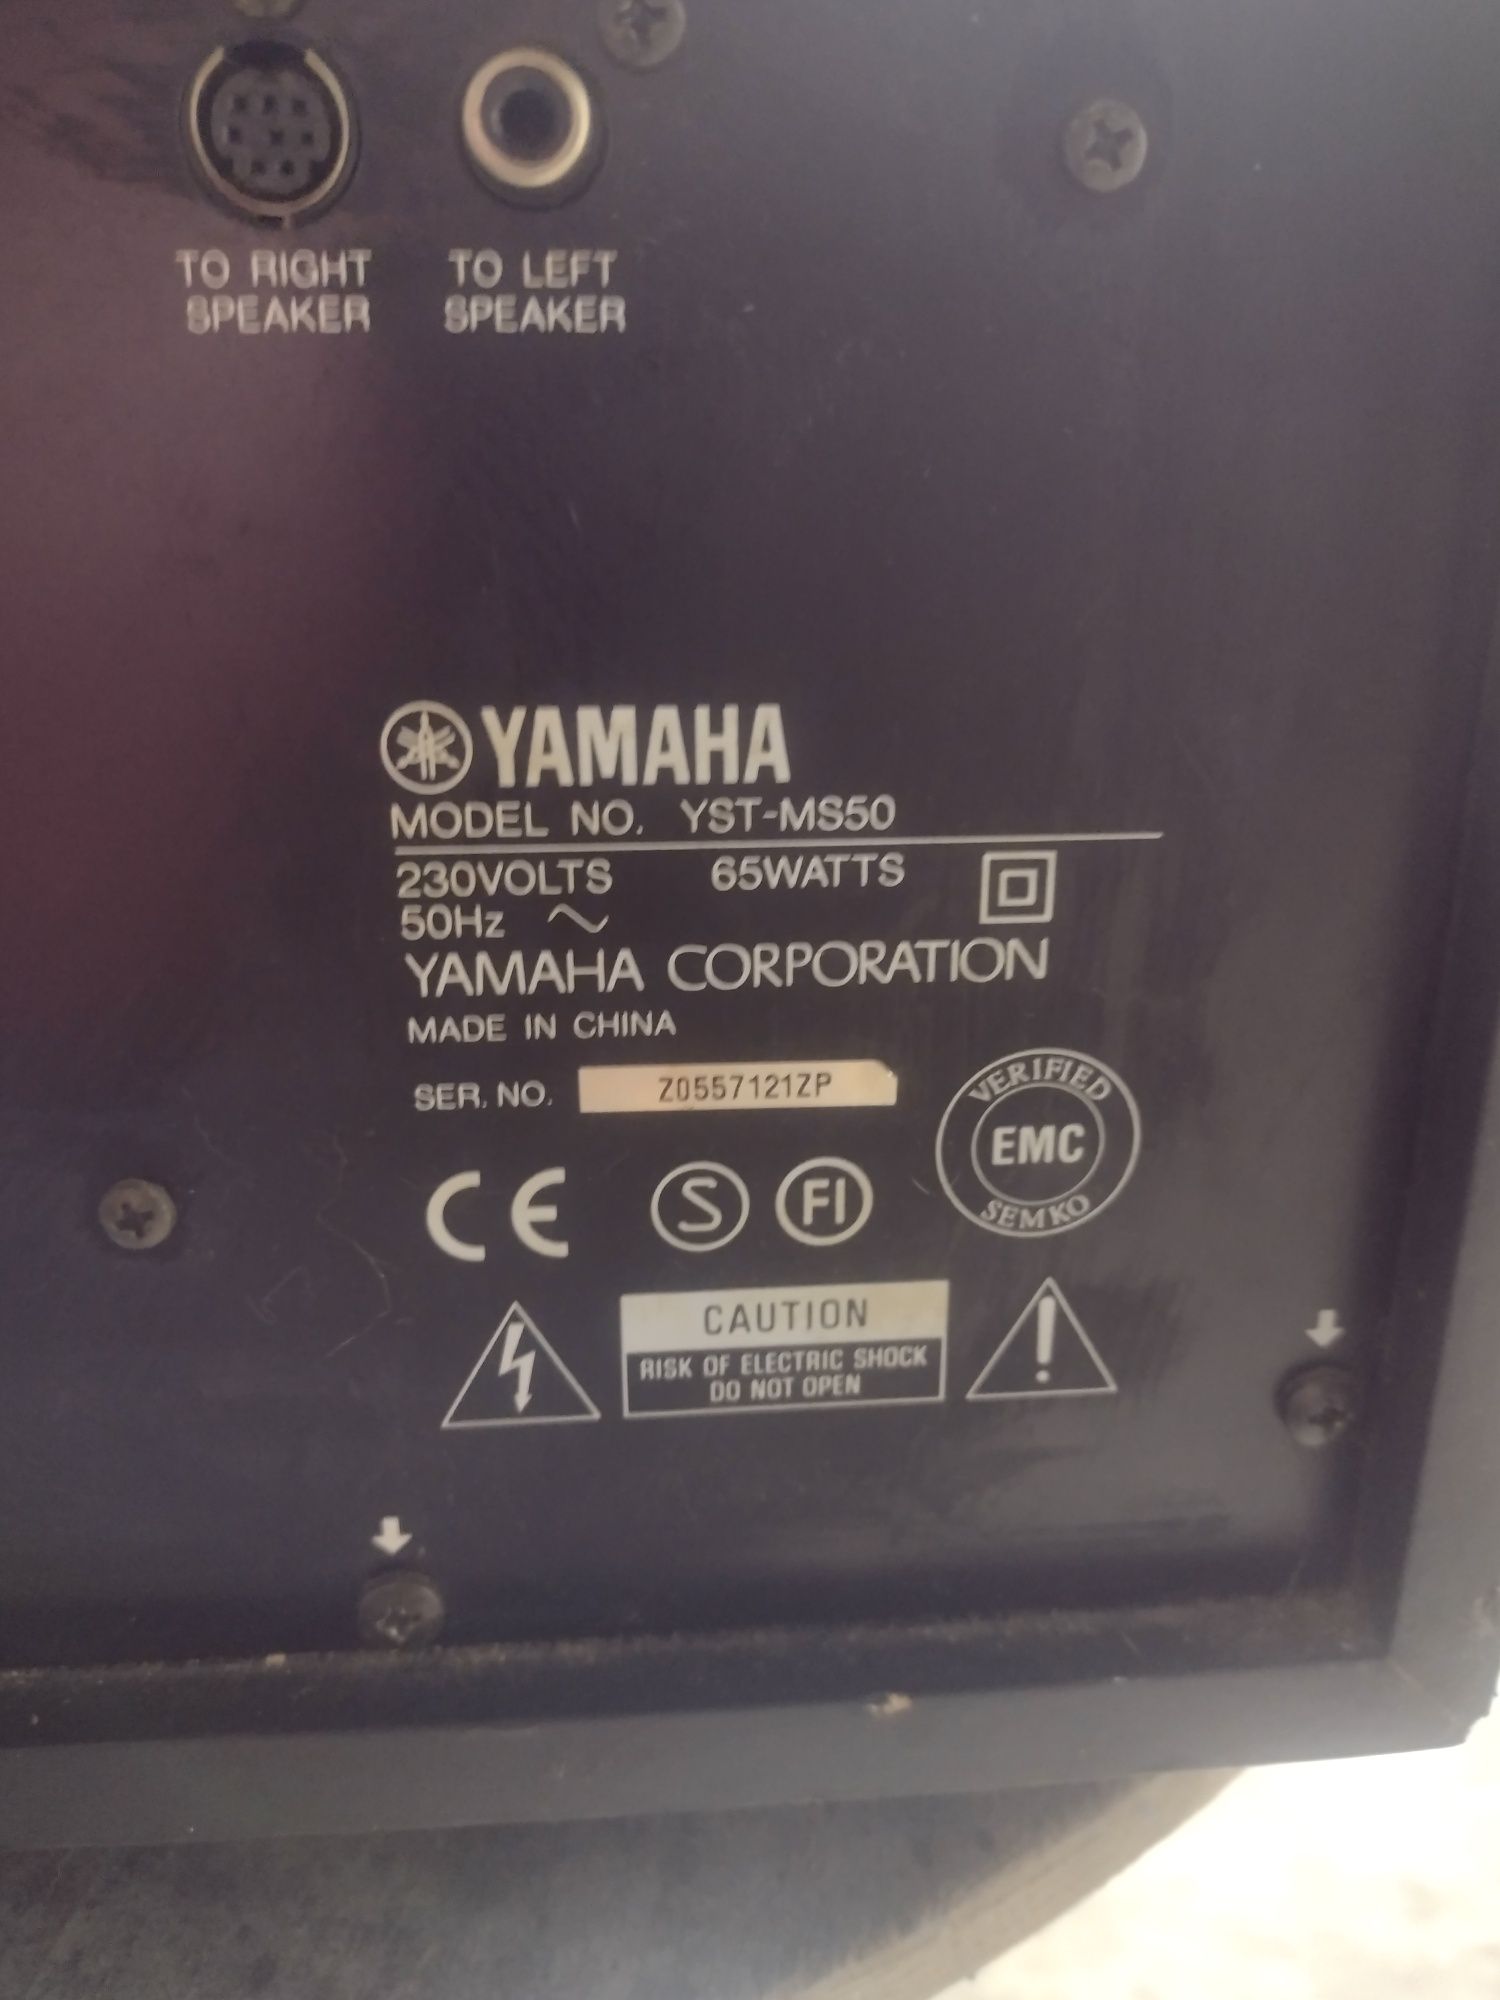 TO RIGHT
SPEAKER
TO LEFT
SPEAKER
YAMAHA
MODEL NO. YST-MS50
230VOLTS 65WATTS
50Hz ~
YAMAHA CORPORATION
MADE IN CHINA
SER. NO. Z0557121ZP
VERIFIED
EMC
SEMKO
CE S FI
CAUTION
RISK OF ELECTRIC SHOCK
DO NOT OPEN